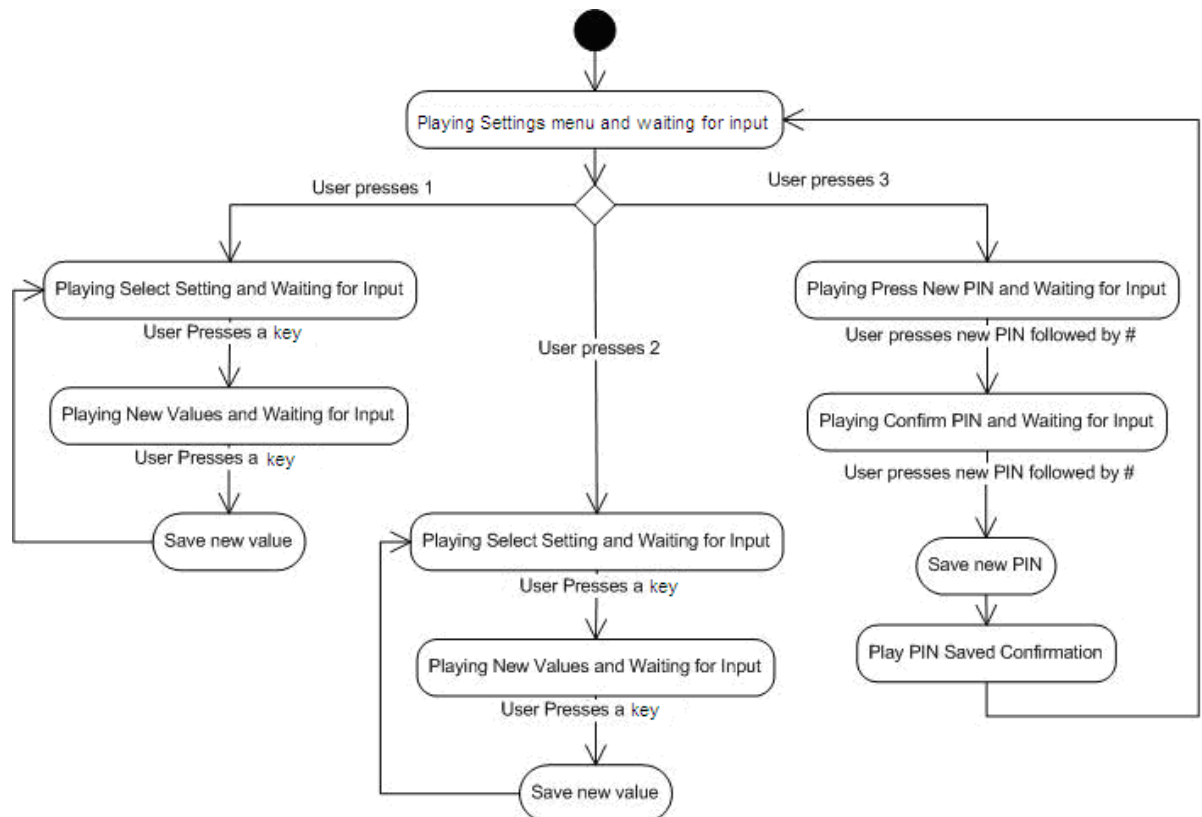 Playing Settings menu and waiting for input
User presses 1
User presses 3
Playing Select Setting and Waiting for Input
User Presses a key
Playing New Values and Waiting for Input
User Presses a key
Save new value
User presses 2
Playing Select Setting and Waiting for Input
User Presses a key
Playing New Values and Waiting for Input
User Presses a key
Save new value
Playing Press New PIN and Waiting for Input
User presses new PIN followed by #
Playing Confirm PIN and Waiting for Input
User presses new PIN followed by #
Save new PIN
Play PIN Saved Confirmation